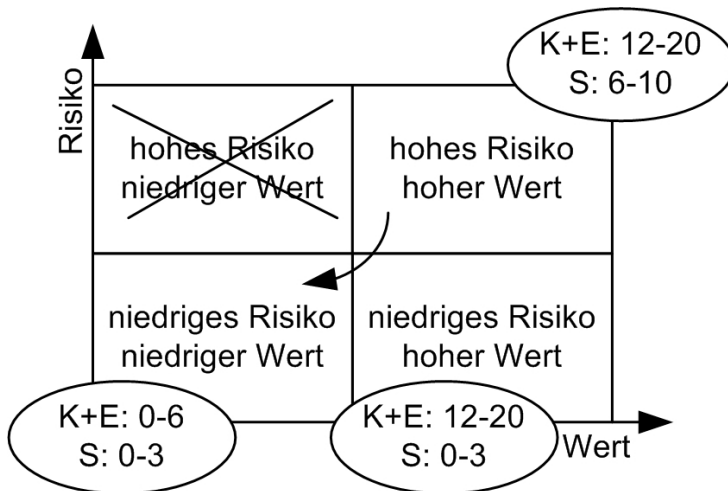 K+E: 12-20
S: 6-10
Risiko
hohes Risiko
niedriger Wert
hohes Risiko
hoher Wert
niedriges Risiko
niedriger Wert
niedriges Risiko
hoher Wert
K+E: 0-6
S: 0-3
K+E: 12-20
S: 0-3
Wert